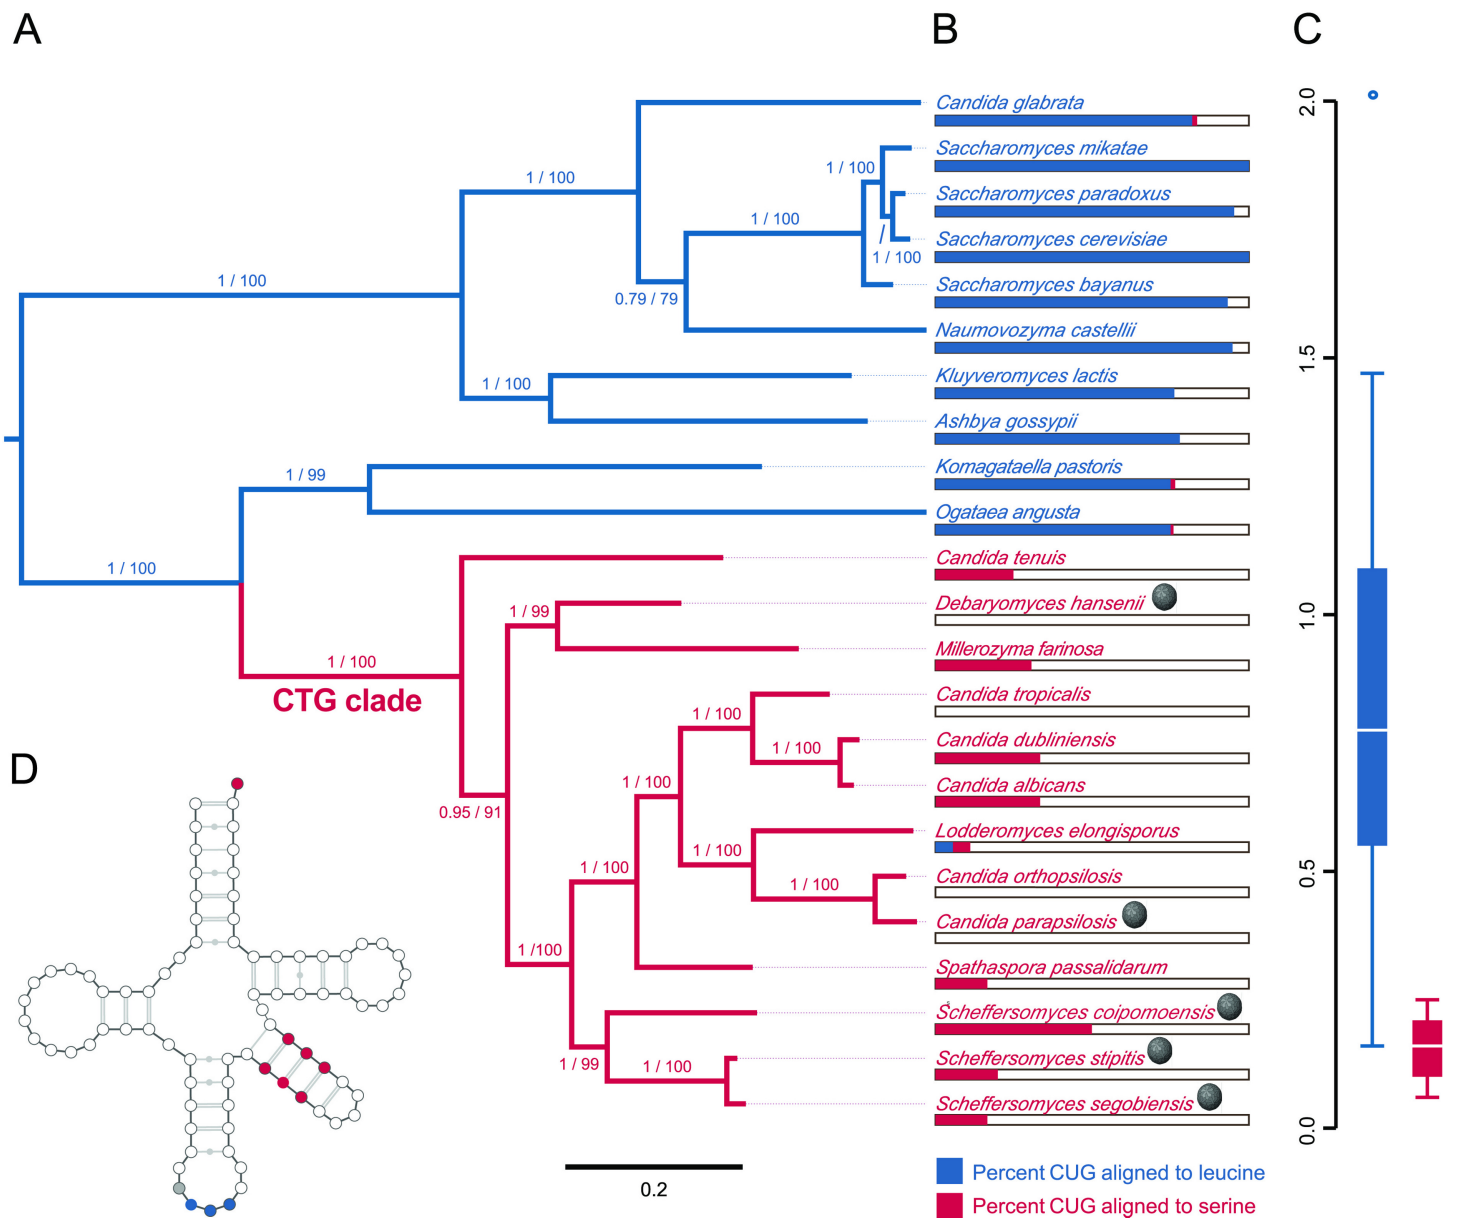 A
B
C
Candida glabrata
Saccharomyces mikatae
1 / 100
1 / 100
Saccharomyces paradoxus
1 / 100
Saccharomyces cerevisiae
1 / 100
1 / 100
Saccharomyces bayanus
0.79 / 79
Naumovozyma castellii
Kluyveromyces lactis
1 / 100
Ashbya gossypii
Komagataella pastoris
1 / 99
Ogataea angusta
Candida tenuis
1 / 100
Debaryomyces hansenii
1 / 99
Millerozyma farinosa
1 / 100
CTG clade
Candida tropicalis
1 / 100
Candida dubliniensis
1 / 100
Candida albicans
1 / 100
0.95 / 91
Lodderomyces elongisporus
1 / 100
1 / 100
Candida orthopsilosis
1 / 100
Candida parapsilosis
1 /100
Spathaspora passalidarum
Scheffersomyces coipomoensis
Scheffersomyces stipitis
1 / 99
1 / 100
Scheffersomyces segobiensis
2.0
1.5
1.0
0.5
0.0
D
0.2
Percent CUG aligned to leucine
Percent CUG aligned to serine